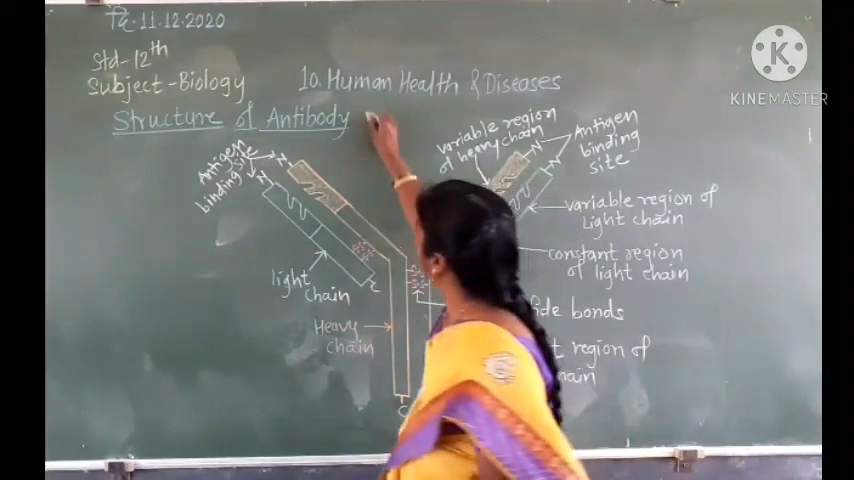 दि. 11.12.2020
Std-12th
Subject-Biology
10. Human Health & Diseases
Structure of Antibody
Antigen
binding site
N
N
light
chain
C
Heavy
chain
C
variable region
of heavy chain
N
N
Antigen
binding
site
variable region of
Light chain
constant region
of light chain
bonds
region of
KINEMASTER